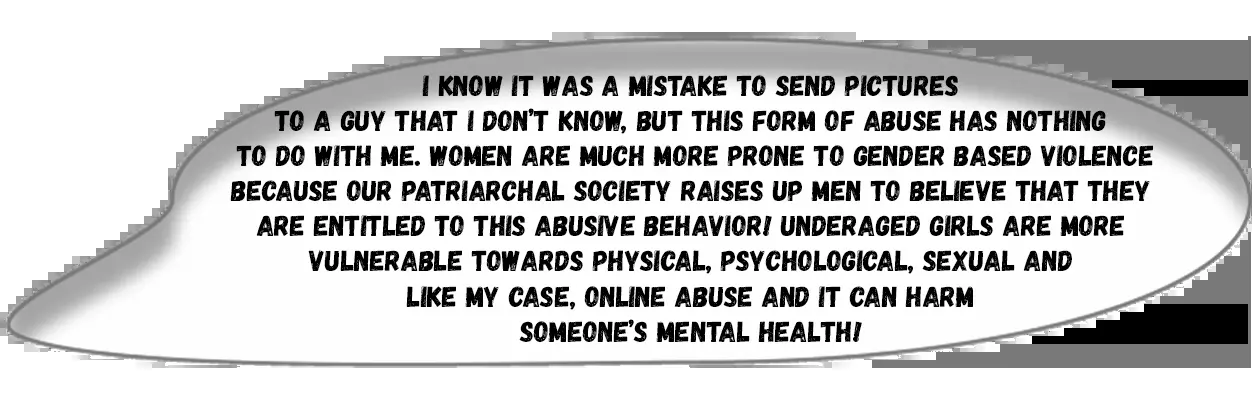 I KNOW IT WAS A MISTAKE TO SEND PICTURES
TO A GUY THAT I DON'T KNOW, BUT THIS FORM OF ABUSE HAS NOTHING
TO DO WITH ME. WOMEN ARE MUCH MORE PRONE TO GENDER BASED VIOLENCE
BECAUSE OUR PATRIARCHAL SOCIETY RAISES UP MEN TO BELIEVE THAT THEY
ARE ENTITLED TO THIS ABUSIVE BEHAVIOR! UNDERAGED GIRLS ARE MORE
VULNERABLE TOWARDS PHYSICAL, PSYCHOLOGICAL, SEXUAL AND
LIKE MY CASE, ONLINE ABUSE AND IT CAN HARM
SOMEONE'S MENTAL HEALTH!